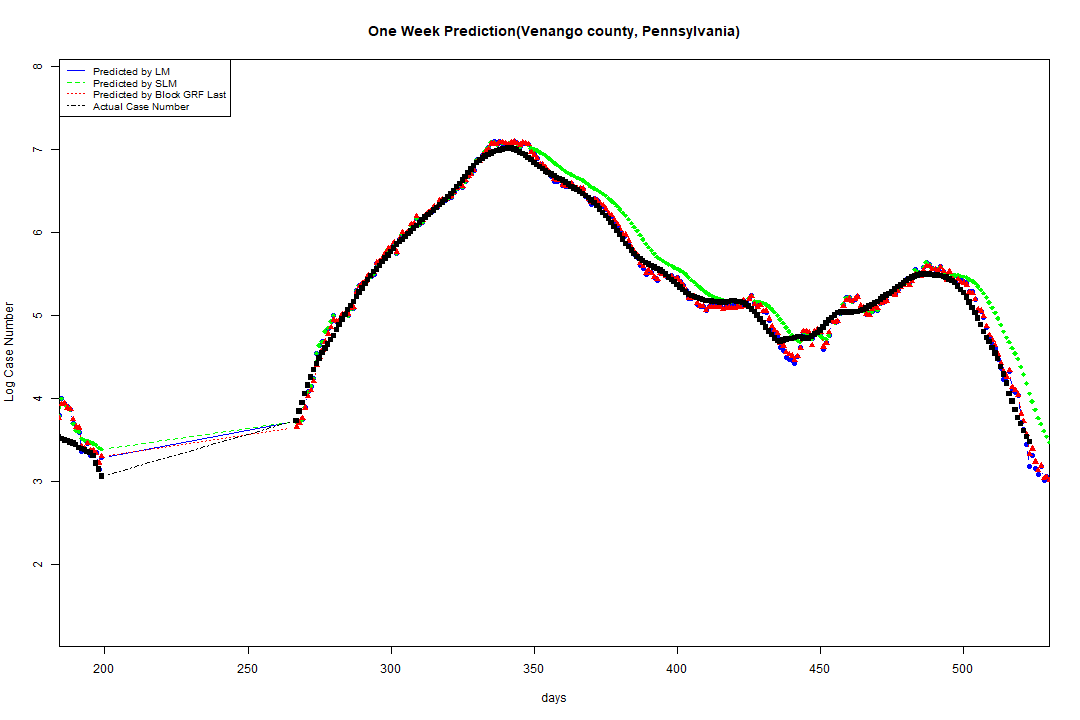 One Week Prediction(Venango county, Pennsylvania)
Predicted by LM
Predicted by SLM
Predicted by Block GRF Last
Actual Case Number
Log Case Number
8
7
6
5
4
3
2
200 250 300 350 400 450 500
days